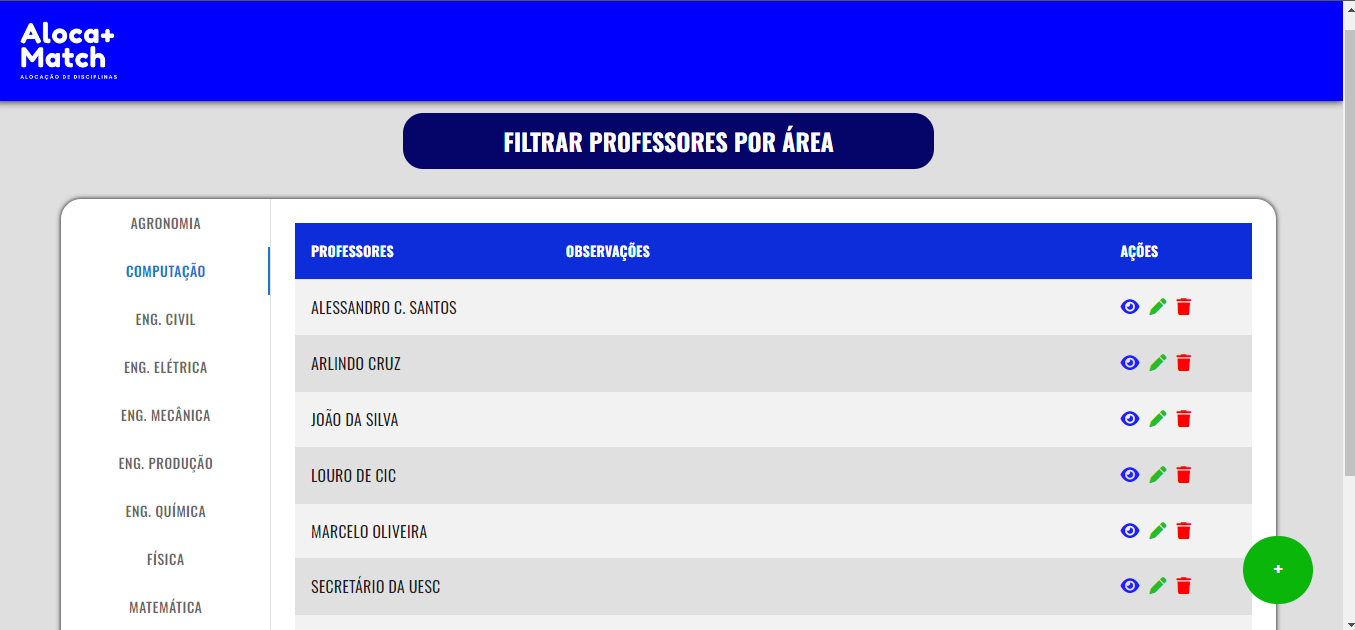 Aloca+
Match
ALOCAÇÃO DE DISCIPLINAS
FILTRAR PROFESSORES POR ÁREA
AGRONOMIA
COMPUTAÇÃO
ENG. CIVIL
ENG. ELÉTRICA
ENG. MECÂNICA
ENG. PRODUÇÃO
ENG. QUÍMICA
FÍSICA
MATEMÁTICA
PROFESSORES OBSERVAÇÕES AÇÕES
ALESSANDRO C. SANTOS
ARLINDO CRUZ
JOÃO DA SILVA
LOURO DE CIC
MARCELO OLIVEIRA
SECRETÁRIO DA UESC
+